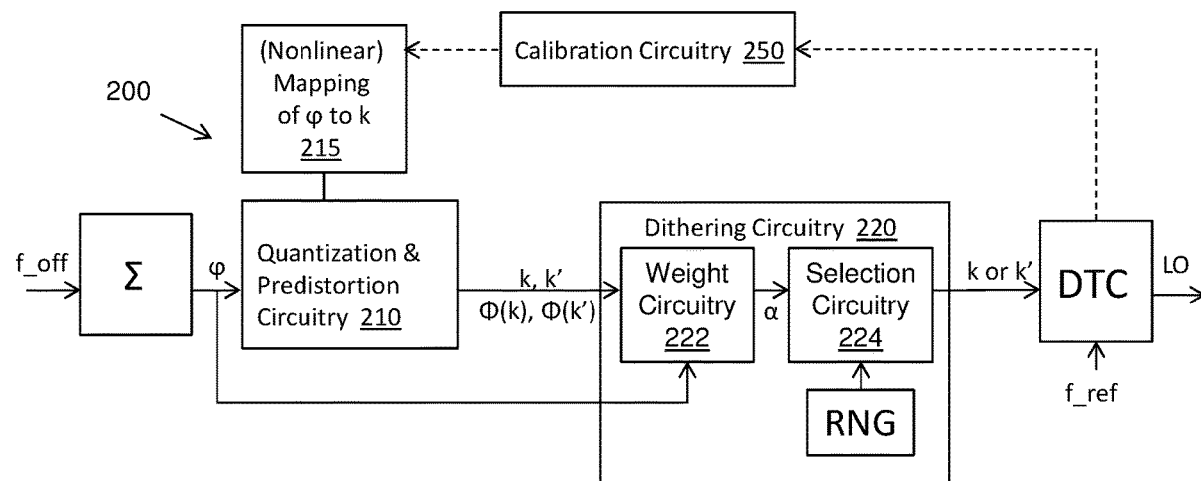 (Nonlinear)
Mapping
of φ to k
215
Calibration Circuitry 250
200
f_off
Σ
φ
Quantization &
Predistortion
Circuitry 210
k, k’
Φ(k), Φ(k’)
Dithering Circuitry 220
Weight
Circuitry
222
α
Selection
Circuitry
224
RNG
k or k’
DTC
LO
f_ref